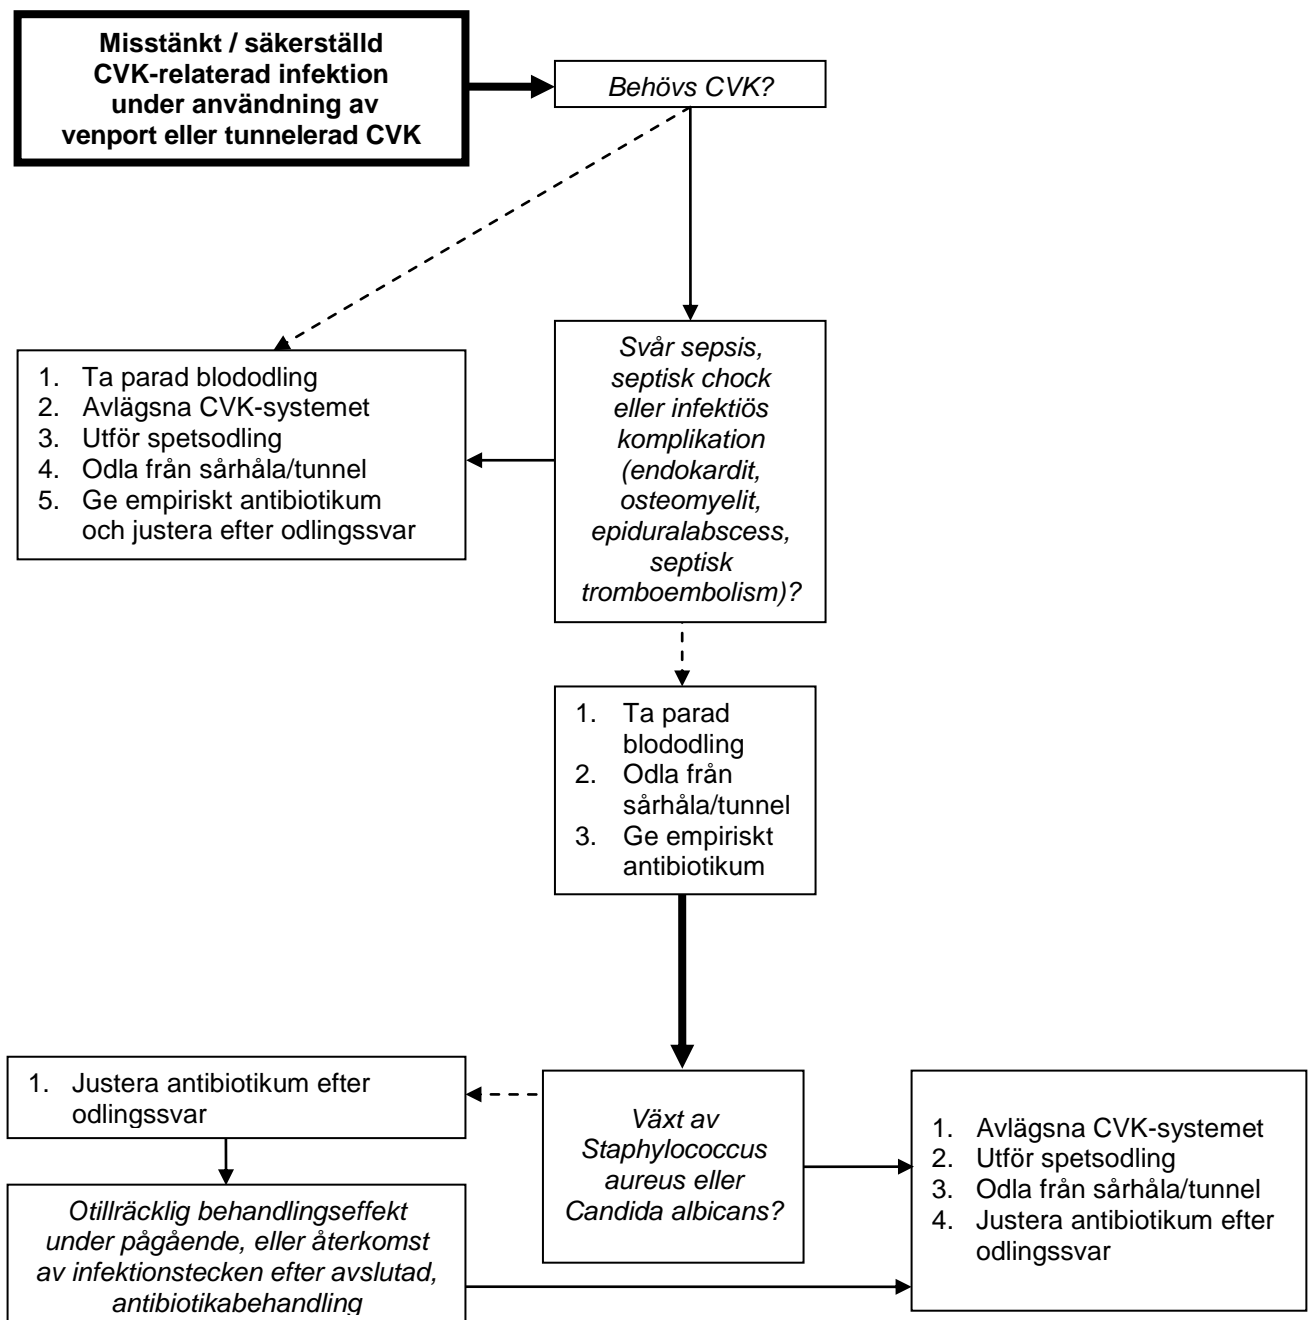 Misstänkt / säkerställd
CVK-relaterad infektion
under användning av
venport eller tunnelerad CVK
Behövs CVK?
1. Ta parad blododling
2. Avlägsna CVK-systemet
3. Utför spetsodling
4. Odla från sårhåla/tunnel
5. Ge empiriskt antibiotikum
och justera efter odlingssvar
Svår sepsis,
septisk chock
eller infektiös
komplikation
(endokardit,
osteomyelit,
epiduralabscess,
septisk
tromboembolism)?
1. Ta parad
blododling
2. Odla från
sårhåla/tunnel
3. Ge empiriskt
antibiotikum
1. Justera antibiotikum efter
odlingssvar
Växt av
Staphylococcus
aureus eller
Candida albicans?
1. Avlägsna CVK-systemet
2. Utför spetsodling
3. Odla från sårhåla/tunnel
4. Justera antibiotikum efter
odlingssvar
Otillräcklig behandlingseffekt
under pågående, eller återkomst
av infektionstecken efter avslutad,
antibiotikabehandling